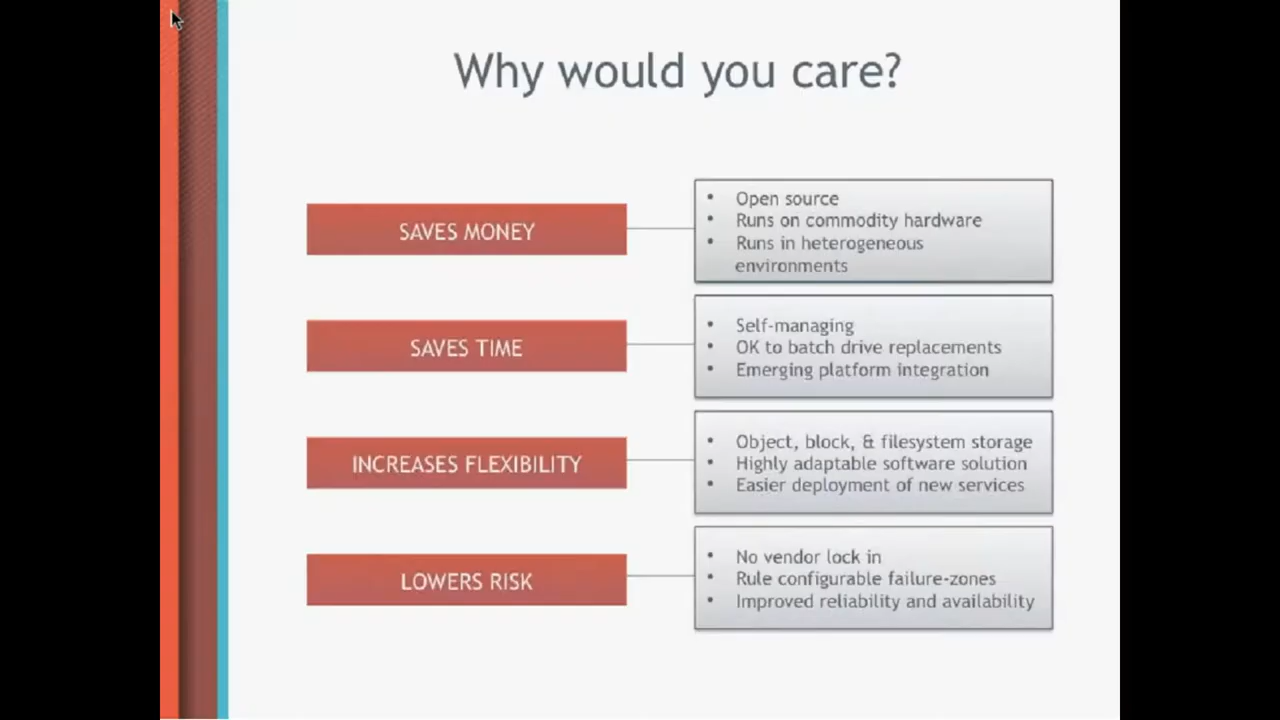 Why would you care?
SAVES MONEY
• Open source
• Runs on commodity hardware
• Runs in heterogeneous
environments
SAVES TIME
• Self-managing
• OK to batch drive replacements
• Emerging platform integration
INCREASES FLEXIBILITY
• Object, block, & filesystem storage
• Highly adaptable software solution
• Easier deployment of new services
LOWERS RISK
• No vendor lock in
• Rule configurable failure-zones
• Improved reliability and availability